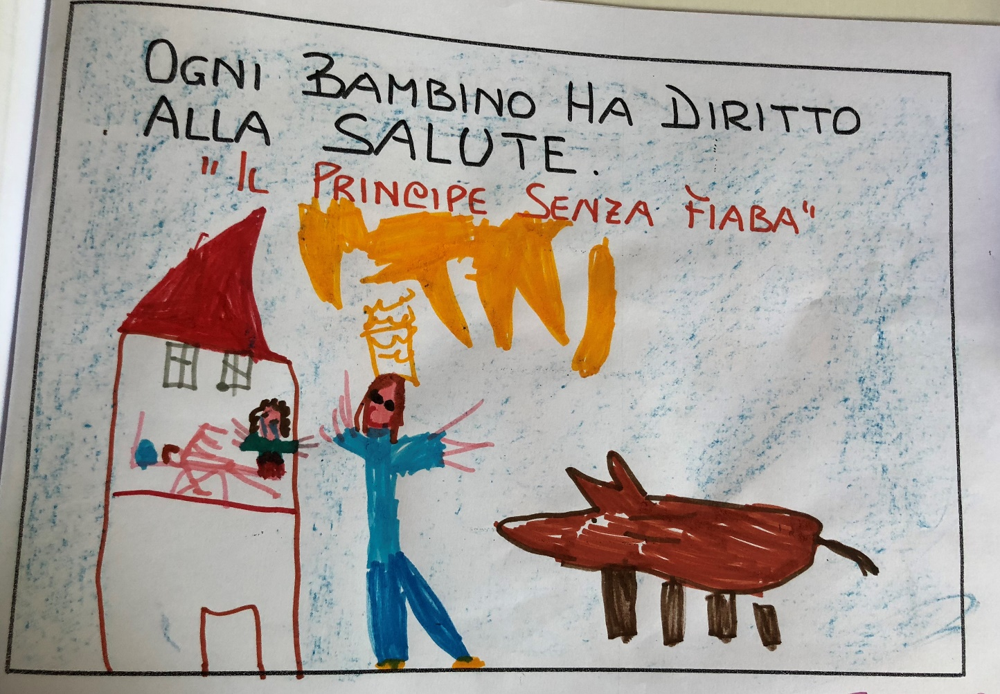 OGNI BAMBINO HA DIRITTO
ALLA SALUTE.
"IL PRINCIPE SENZA FIABA"